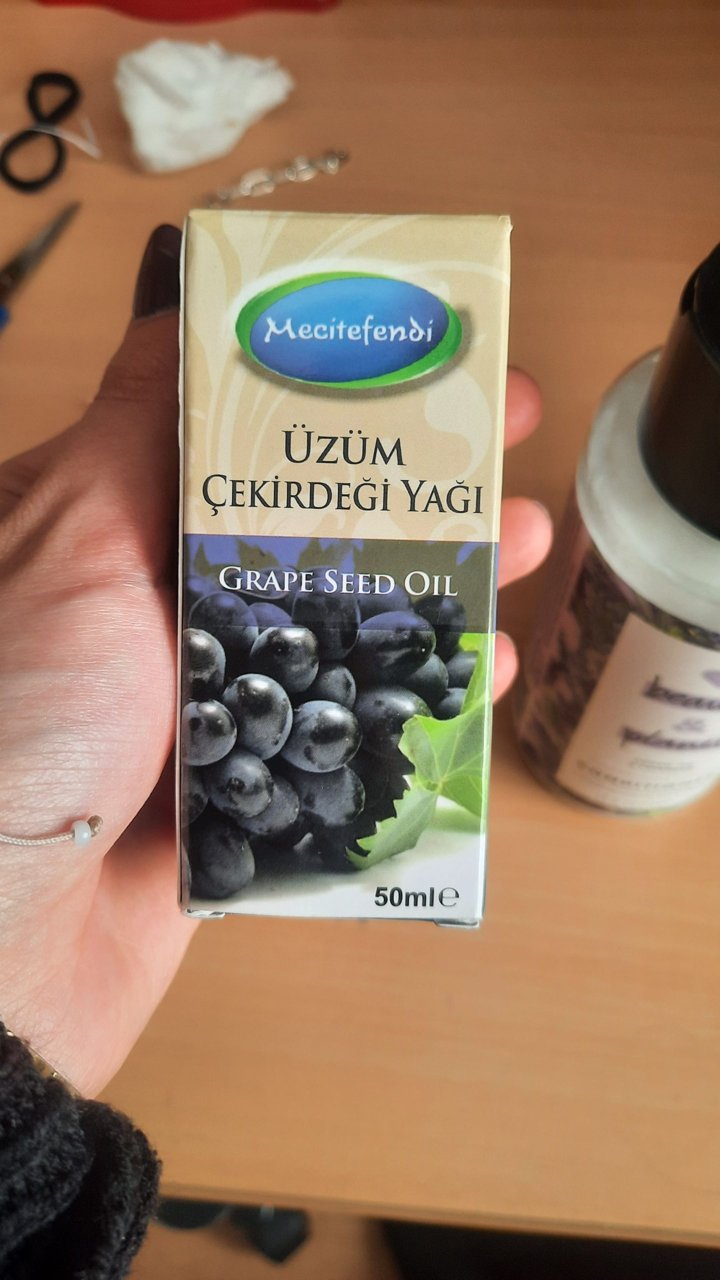 Mecitefendi
ÜZÜM
ÇEKİRDEĞİ YAĞI
GRAPE SEED OIL
50ml℮